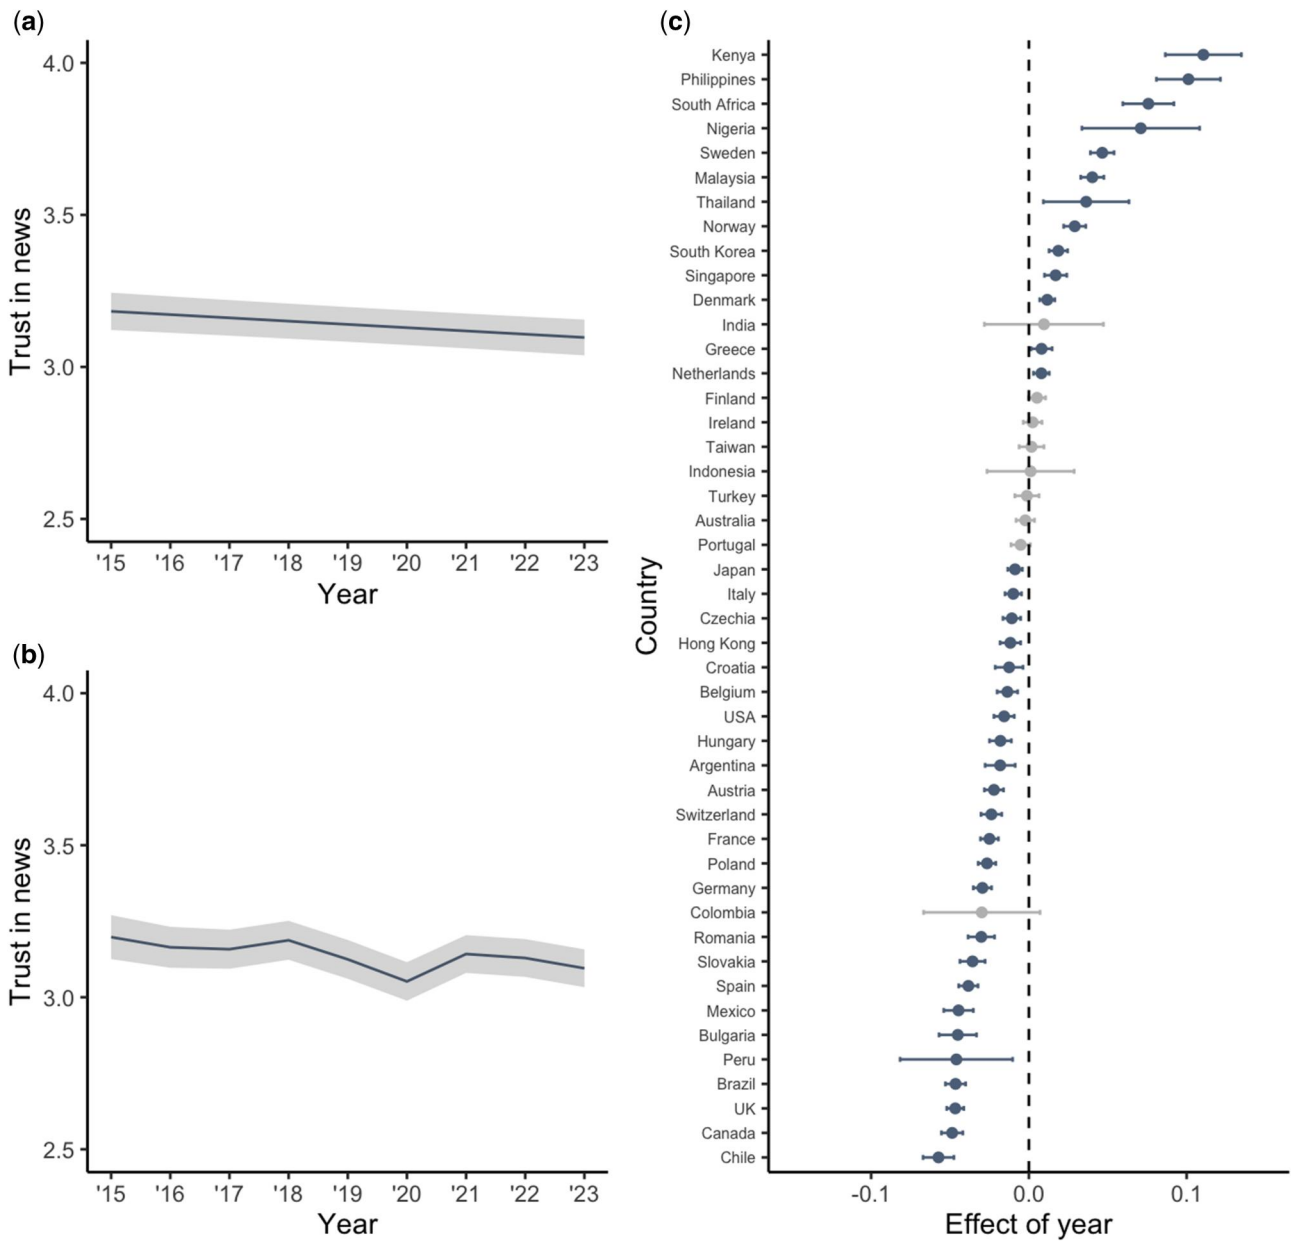 (a)
4.0
3.5
3.0
2.5
Trust in news
'15 '16 '17 '18 '19 '20 '21 '22 '23
Year
(b)
4.0
3.5
3.0
2.5
Trust in news
'15 '16 '17 '18 '19 '20 '21 '22 '23
Year
(c)
Country
Kenya
Philippines
South Africa
Nigeria
Sweden
Malaysia
Thailand
Norway
South Korea
Singapore
Denmark
India
Greece
Netherlands
Finland
Ireland
Taiwan
Indonesia
Turkey
Australia
Portugal
Japan
Italy
Czechia
Hong Kong
Croatia
Belgium
USA
Hungary
Argentina
Austria
Switzerland
France
Poland
Germany
Colombia
Romania
Slovakia
Spain
Mexico
Bulgaria
Peru
Brazil
UK
Canada
Chile
-0.1 0.0 0.1
Effect of year